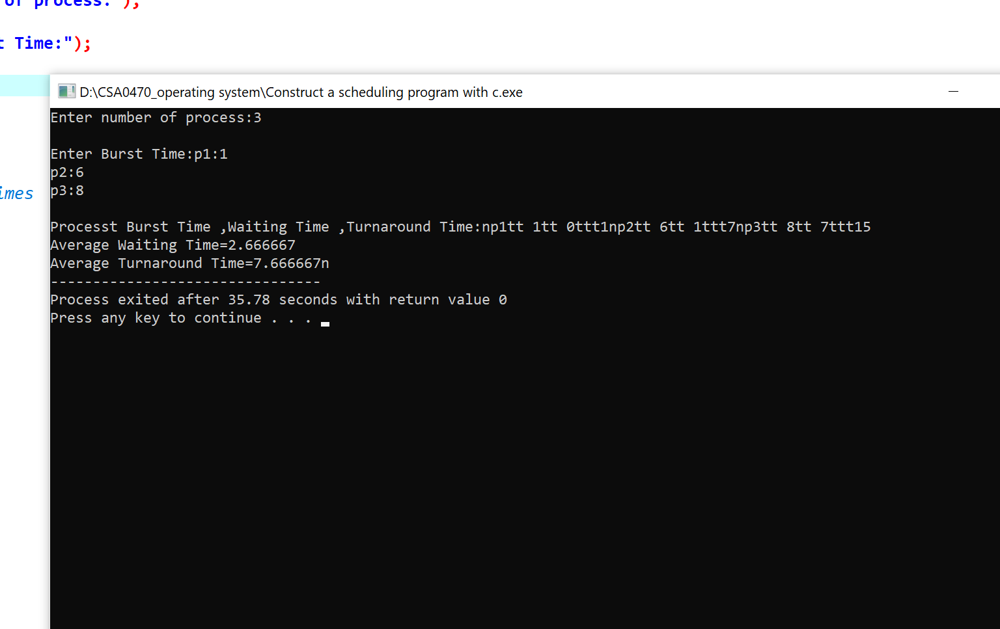 of process:");
t Time:");
imes
D:\CSA0470_operating system\Construct a scheduling program with c.exe
Enter number of process:3
Enter Burst Time:p1:1
p2:6
p3:8
Processt Burst Time ,Waiting Time ,Turnaround Time:np1tt 1tt 0ttt1np2tt 6tt 1ttt7np3tt 8tt 7ttt15
Average Waiting Time=2.666667
Average Turnaround Time=7.666667n
--------------------------------
Process exited after 35.78 seconds with return value 0
Press any key to continue . . .